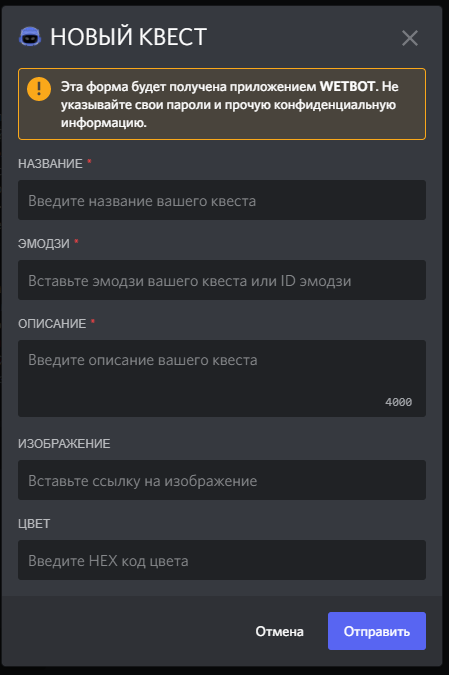 НОВЫЙ КВЕСТ
Эта форма будет получена приложением WETBOT. Не
указывайте свои пароли и прочую конфиденциальную
информацию.
НАЗВАНИЕ *
Введите название вашего квеста
ЭМОДЗИ *
Вставьте эмодзи вашего квеста или ID эмодзи
ОПИСАНИЕ *
Введите описание вашего квеста
4000
ИЗОБРАЖЕНИЕ
Вставьте ссылку на изображение
ЦВЕТ
Введите HEX код цвета
Отмена Отправить